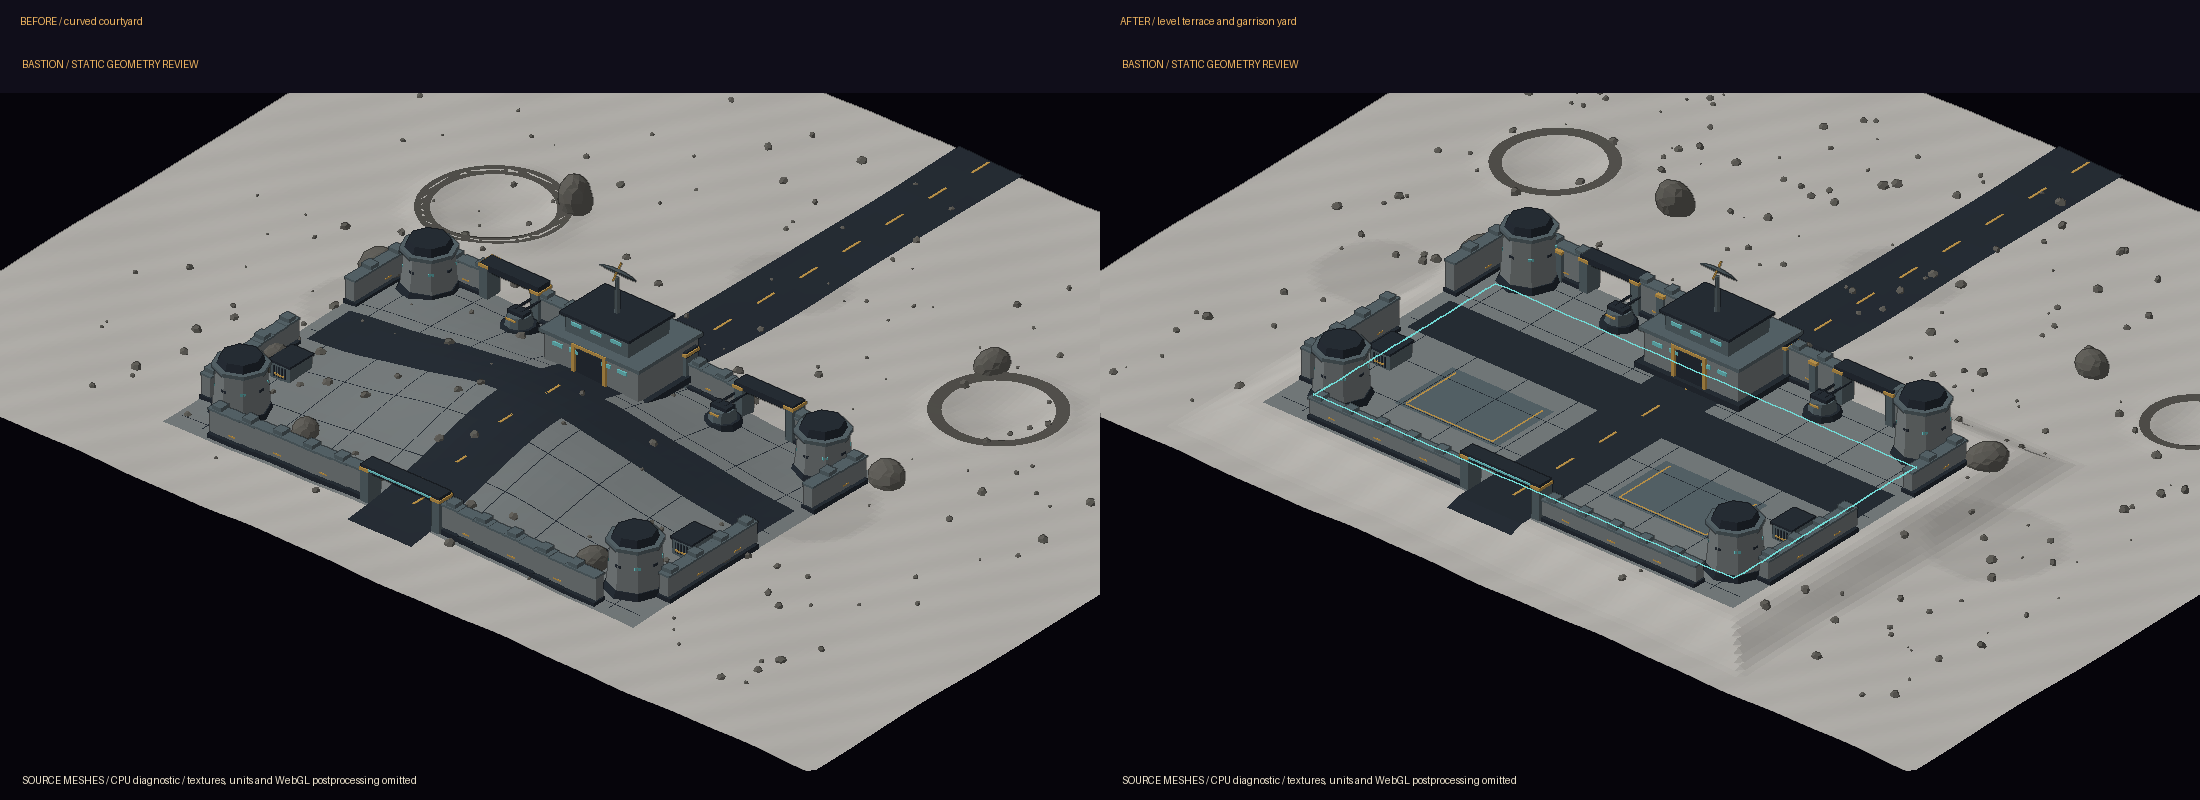 BEFORE / curved courtyard
BASTION / STATIC GEOMETRY REVIEW
SOURCE MESHES / CPU diagnostic / textures, units and WebGL postprocessing omitted
AFTER / level terrace and garrison yard
BASTION / STATIC GEOMETRY REVIEW
SOURCE MESHES / CPU diagnostic / textures, units and WebGL postprocessing omitted